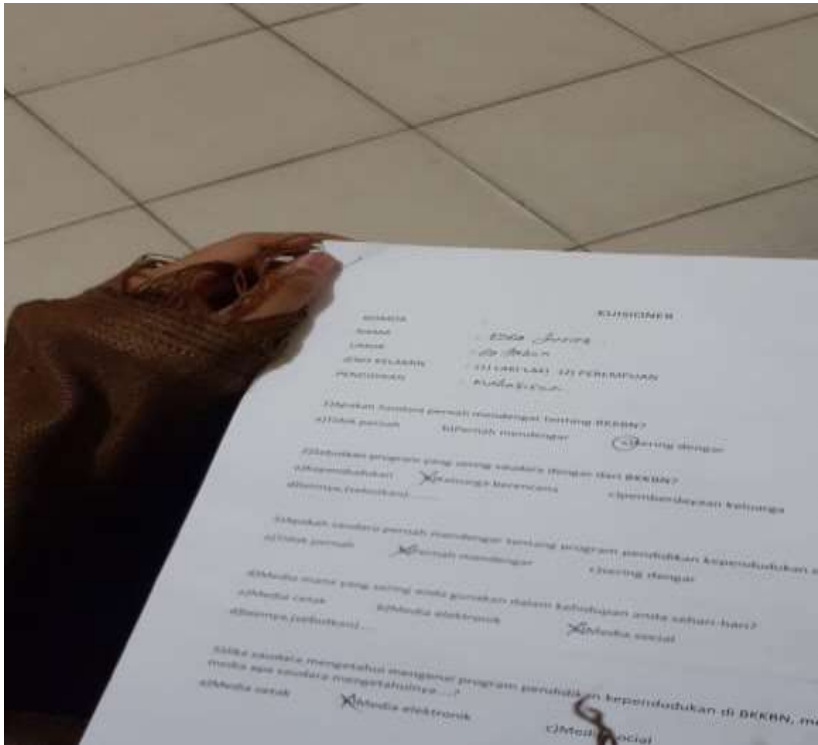 KUISIONER
NOMOR :
NAMA :
UMUR :
JENIS KELAMIN : (1) LAKI-LAKI (2) PEREMPUAN
PENDIDIKAN :
1)Apakah Saudara pernah mendengar tentang BKKBN?
a)Tidak pernah b)Pernah mendengar c)Sering dengar
2)Sebutkan program yang sering saudara dengar dari BKKBN?
a)Kependudukan b)Keluarga berencana c)pemberdayaan keluarga
d)lainnya,(sebutkan)......
3)Apakah saudara pernah mendengar tentang program pendidikan kependudukan
a)Tidak pernah b)Pernah mendengar c)sering dengar
4)Media mana yang sering anda gunakan dalam kehidupan anda sehari-hari?
a)Media cetak b)Media elektronik c)Media social
d)lainnya,(sebutkan)....
5)Jika saudara mengetahui mengenai program pendidikan kependudukan di BKKBN,
media apa saudara mengetahuinya....?
a)Media cetak b)Media elektronik c)Media social